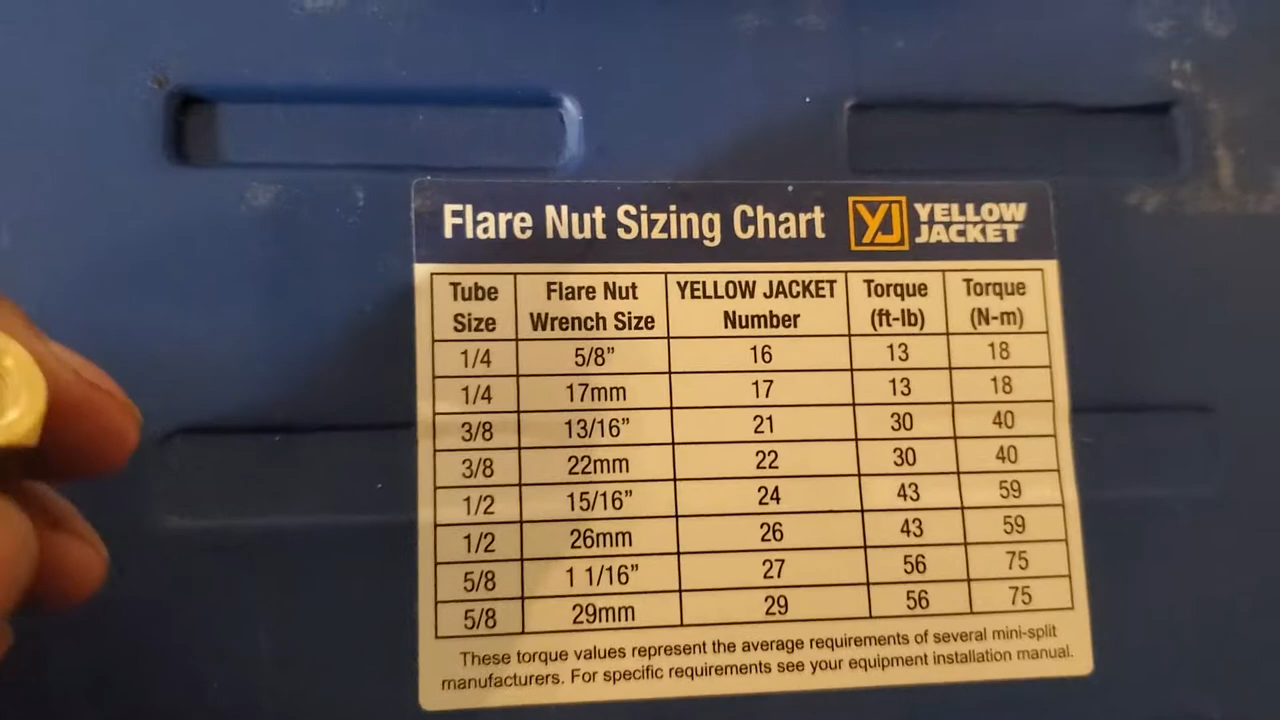 Flare Nut Sizing Chart YJ YELLOW JACKET
Tube Size Flare Nut Wrench Size YELLOW JACKET Number Torque (ft-lb) Torque (N-m)
1/4 5/8” 16 13 18
1/4 17mm 17 13 18
3/8 13/16” 21 30 40
3/8 22mm 22 30 40
1/2 15/16” 24 43 59
1/2 26mm 26 43 59
5/8 1 1/16” 27 56 75
5/8 29mm 29 56 75
These torque values represent the average requirements of several mini-split
manufacturers. For specific requirements see your equipment installation manual.